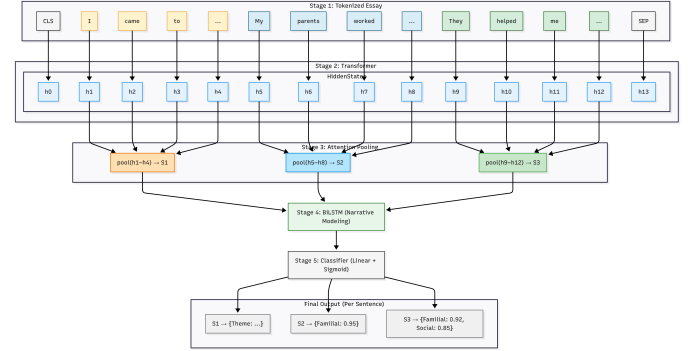 Stage 1: Tokenized Essay
CLS I came to ... My parents worked ... They helped me ... SEP
Stage 2: Transformer
HiddenStates
h0 h1 h2 h3 h4 h5 h6 h7 h8 h9 h10 h11 h12 h13
Stage 3: Attention Pooling
pool(h1–h4) → S1 pool(h5–h8) → S2 pool(h9–h12) → S3
Stage 4: BiLSTM (Narrative
Modeling)
Stage 5: Classifier (Linear +
Sigmoid)
Final Output (Per Sentence)
S1 → {Theme: ...}
S2 → {Familial: 0.95}
S3 → {Familial: 0.92,
Social: 0.85}